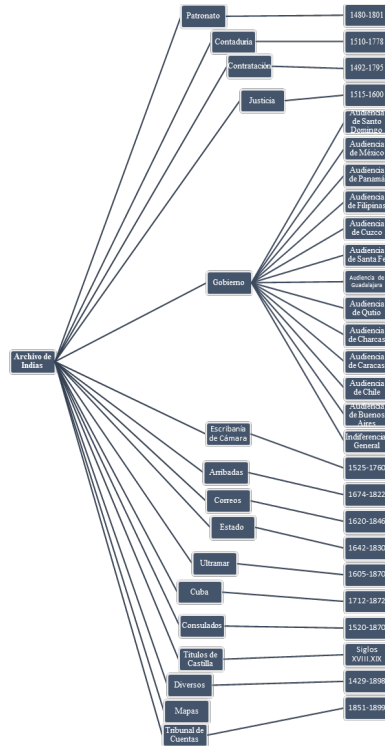 Patronato
1480-1801
Contaduría
1510-1778
Contratación
1492-1795
Justicia
1515-1600
Audiencia
de Santo
Domingo
Audiencia
de México
Audiencia
de Panamá
Audiencia
de Filipinas
Audiencia
de Cuzco
Audiencia
de Santa Fe
Gobierno
Audiencia de
Guadalajara
Audiencia
de Qutio
Audiencia
de Charcas
Archivo de
Indias
Audiencia
de Caracas
Audiencia
de Chile
Audiencia
de Buenos
Aires
Indiferencia
General
Escribanía
de Cámara
1525-1760
Arribadas
1674-1822
Correos
1620-1846
Estado
1642-1830
Ultramar
1605-1870
Cuba
1712-1872
Consulados
1520-1870
Títulos de
Castilla
Siglos
XVIII.XIX
Diversos
1429-1898
Mapas
Tribunal de
Cuentas
1851-1899